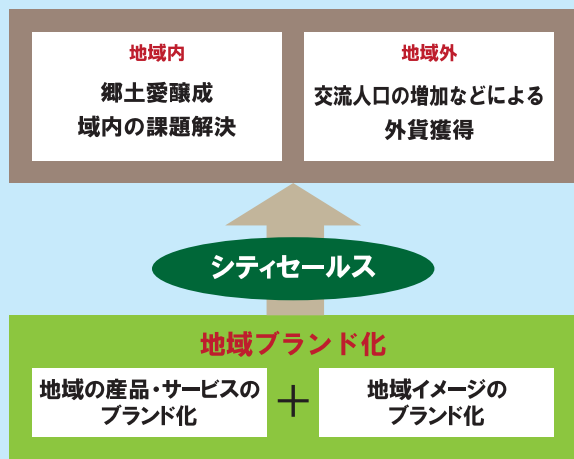 地域内
郷土愛醸成
域内の課題解決
地域外
交流人口の増加などによる
外貨獲得
シティセールス
地域ブランド化
地域の産品・サービスの
ブランド化
＋
地域イメージの
ブランド化